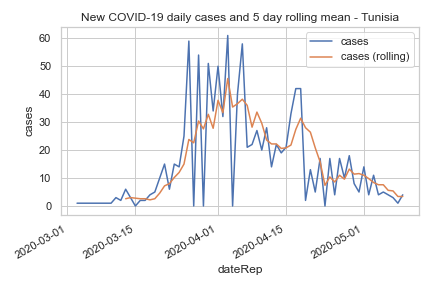 New COVID-19 daily cases and 5 day rolling mean - Tunisia
cases
cases (rolling)
60
50
40
30
20
10
0
cases
2020-03-01
2020-03-15
2020-04-01
2020-04-15
2020-05-01
dateRep